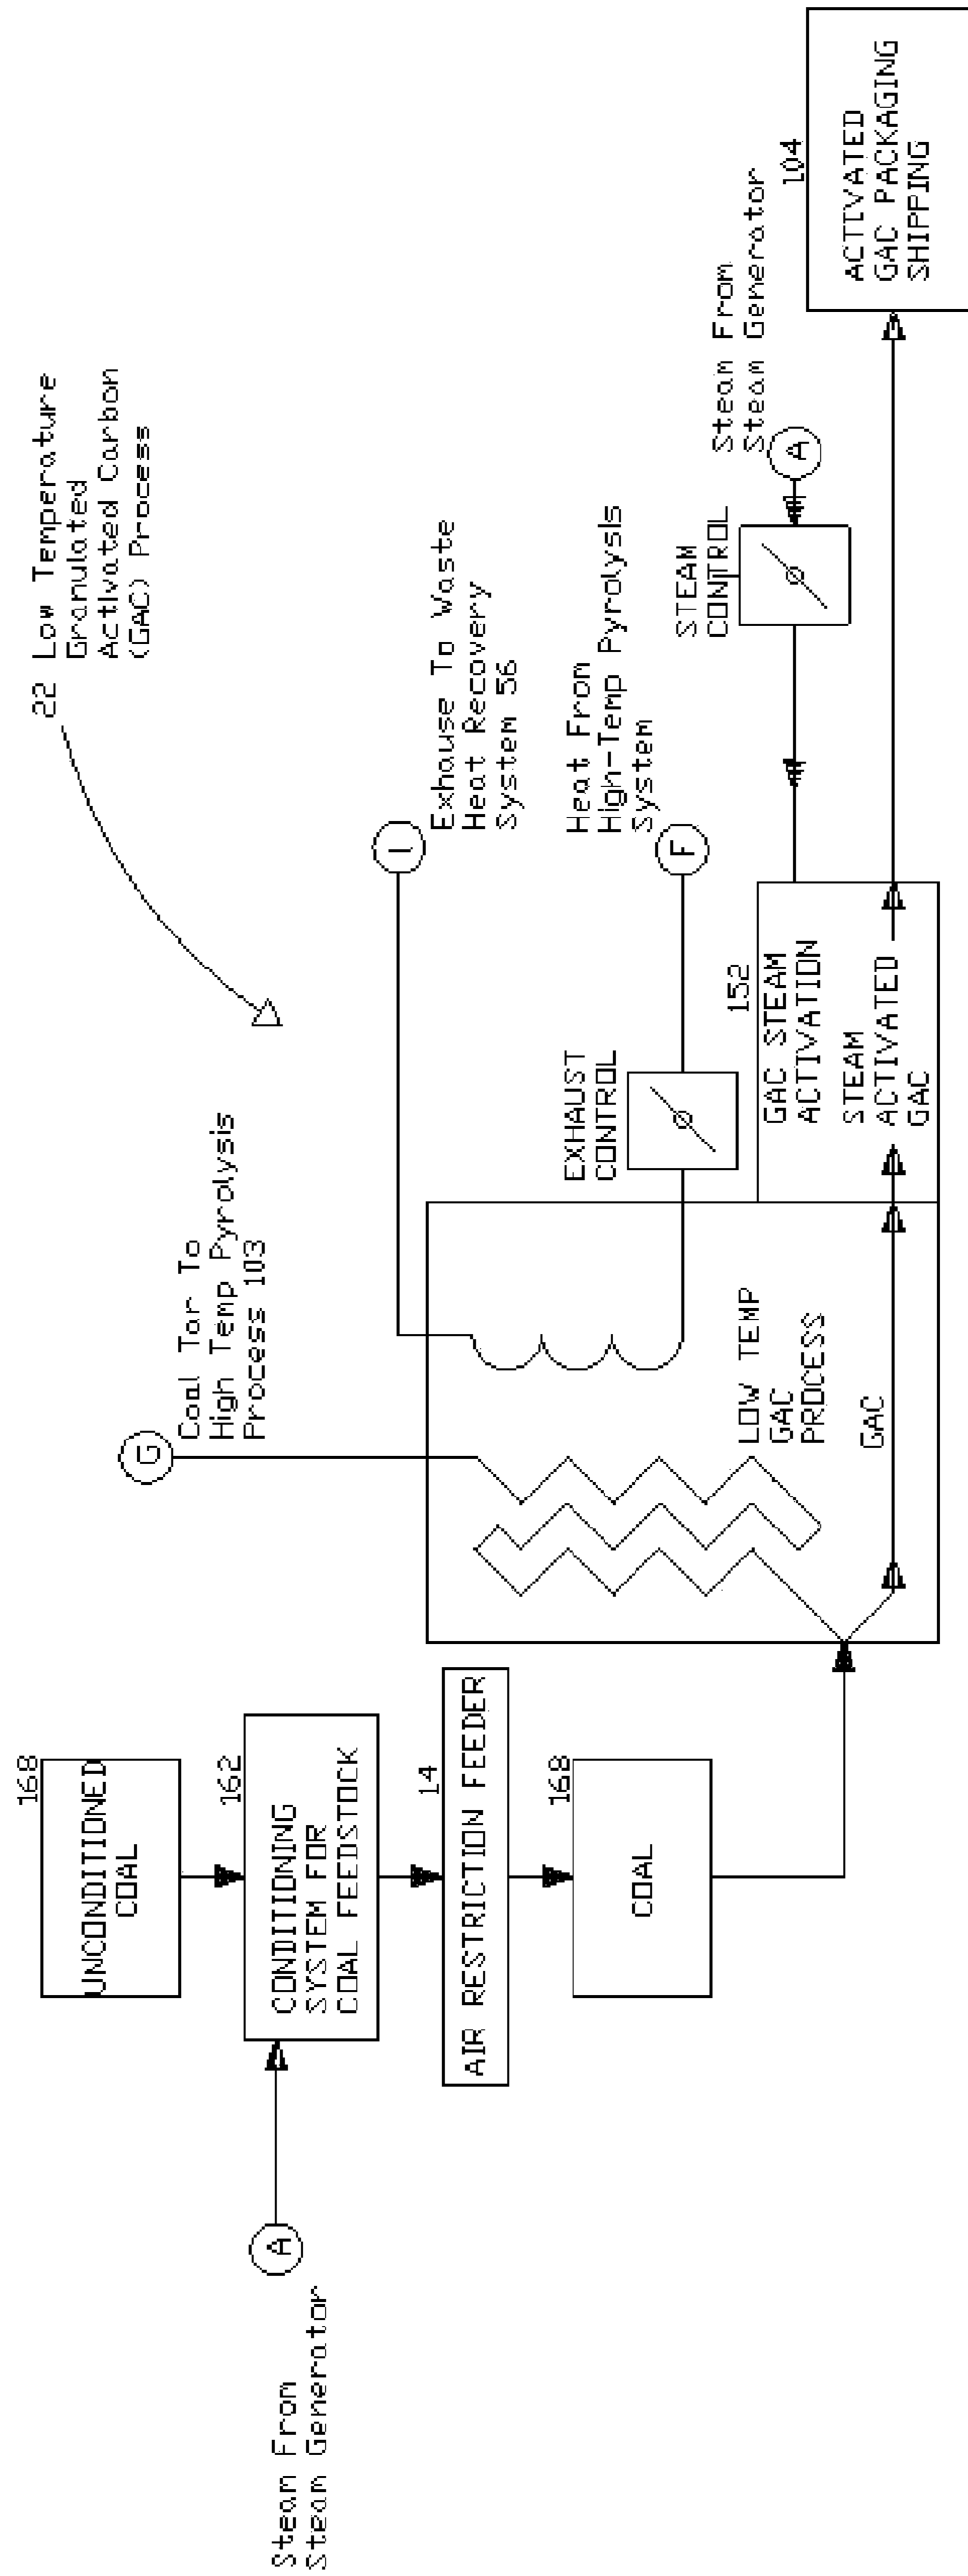 22 Low Temperature
Granulated
Activated Carbon
(GAC) Process
168
UNCONDITIONED
COAL
Steam From
Steam Generator
A
162
CONDITIONING
SYSTEM FOR
COAL FEEDSTOCK
14
AIR RESTRICTION FEEDER
168
COAL
G
Coal Tar To
High Temp Pyrolysis
Process 103
I
Exhause To Waste
Heat Recovery
System 56
Heat From
High-Temp Pyrolysis
System
F
EXHAUST
CONTROL
LOW TEMP
GAC
PROCESS
GAC
152
GAC STEAM
ACTIVATION
STEAM
ACTIVATED
GAC
STEAM
CONTROL
Steam From
Steam Generator
A
104
ACTIVATED
GAC PACKAGING
SHIPPING